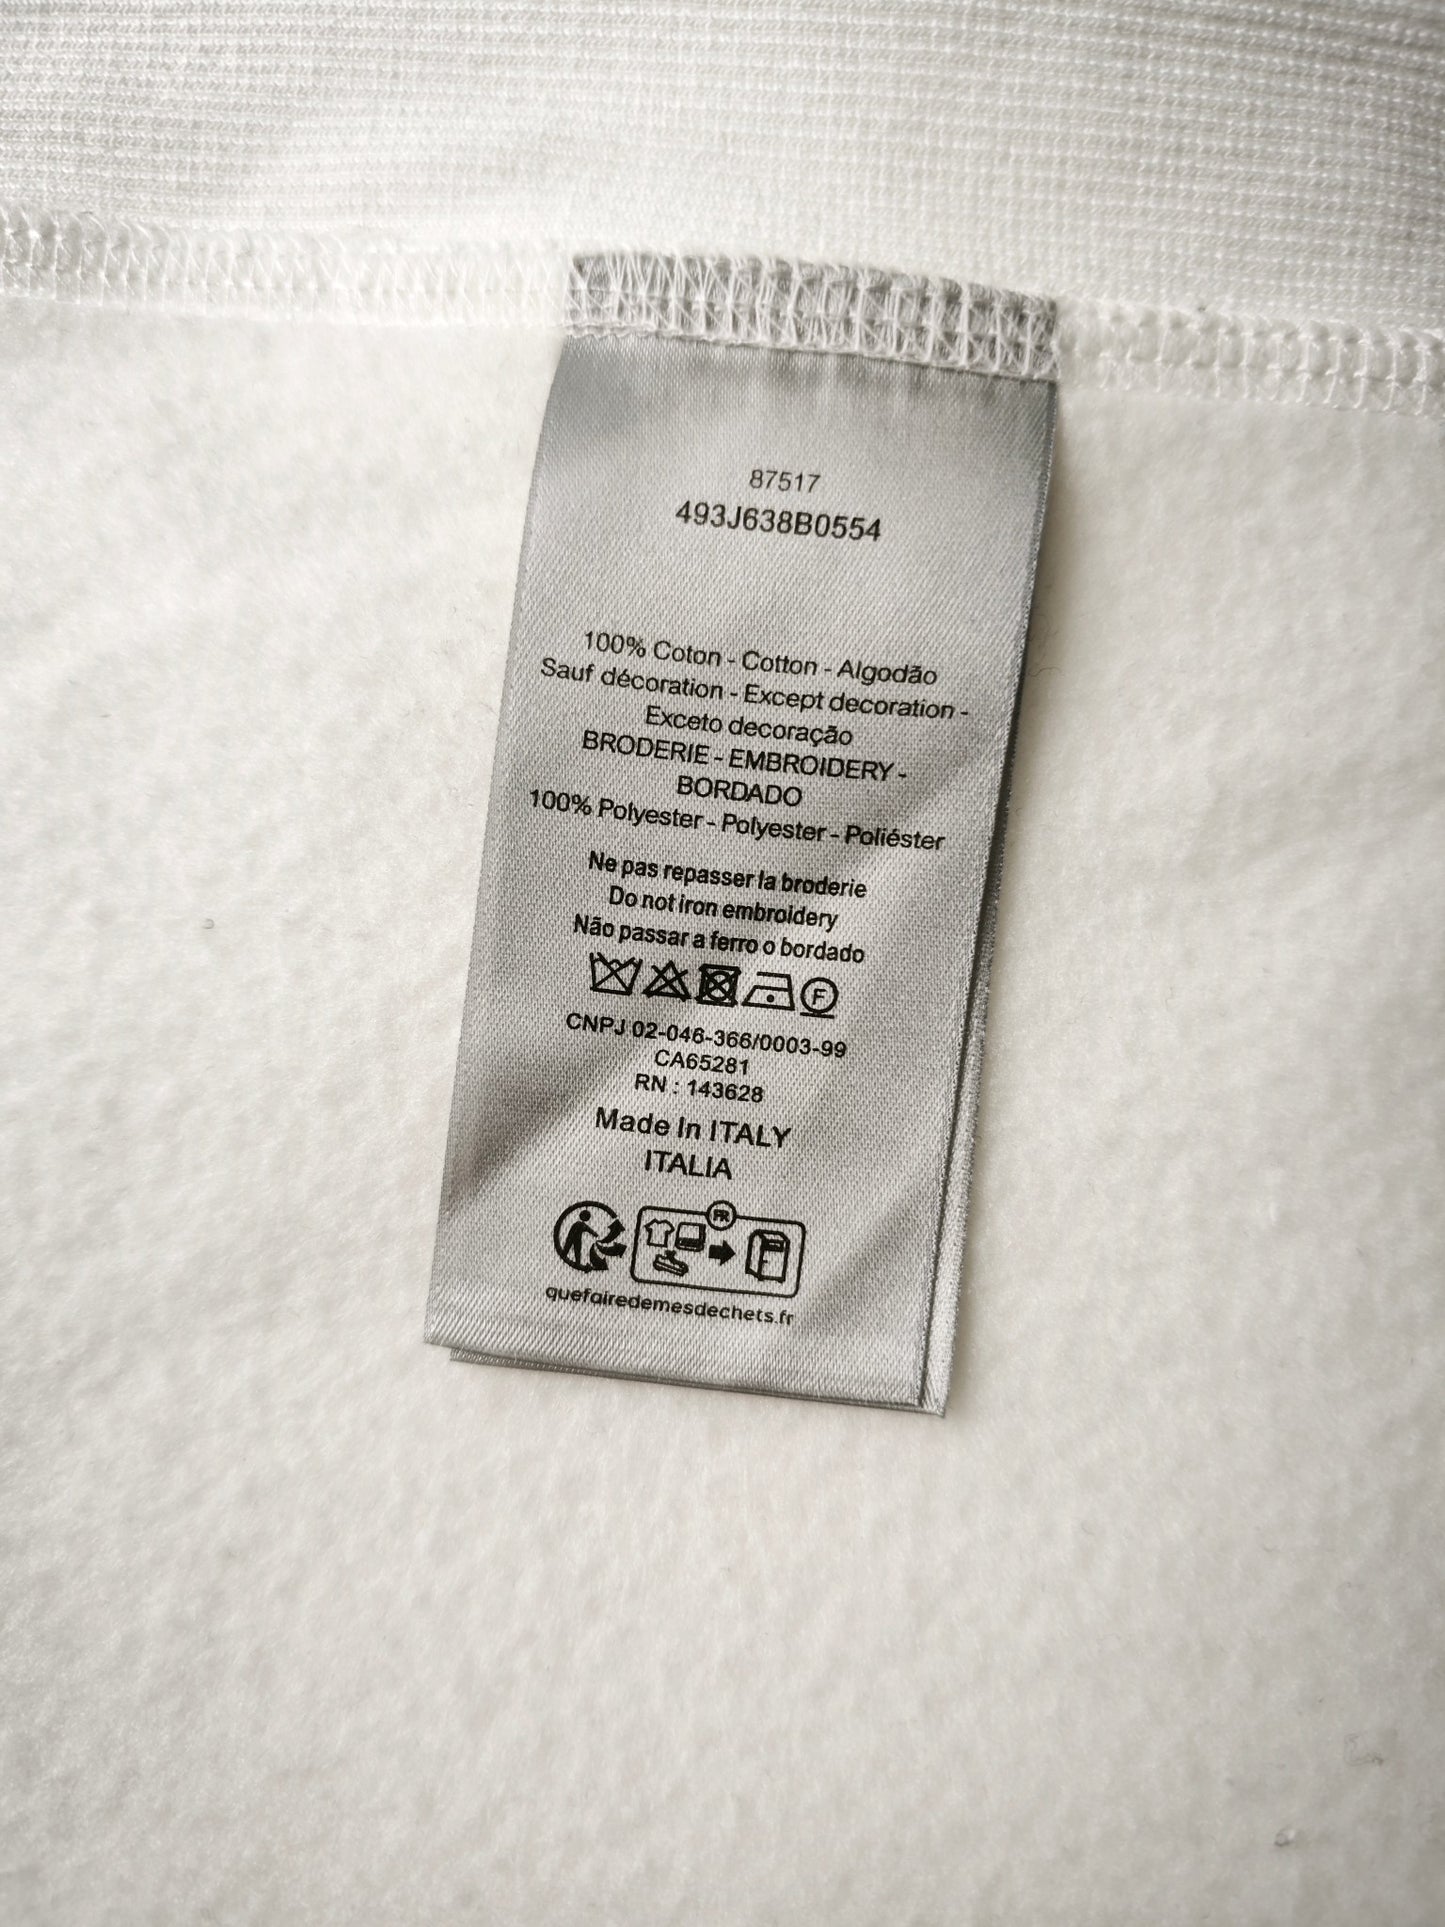 87517
493J638B0554
100% Coton - Cotton - Algodão
Sauf décoration - Except decoration -
Exceto decoração
BRODERIE - EMBROIDERY -
BORDADO
100% Polyester - Polyester - Poliéster
Ne pas repasser la broderie
Do not iron embroidery
Não passar a ferro o bordado
F
CNPJ 02-046-366/0003-99
CA65281
RN : 143628
Made In ITALY
ITALIA
FR
quefairedemesdechets.fr